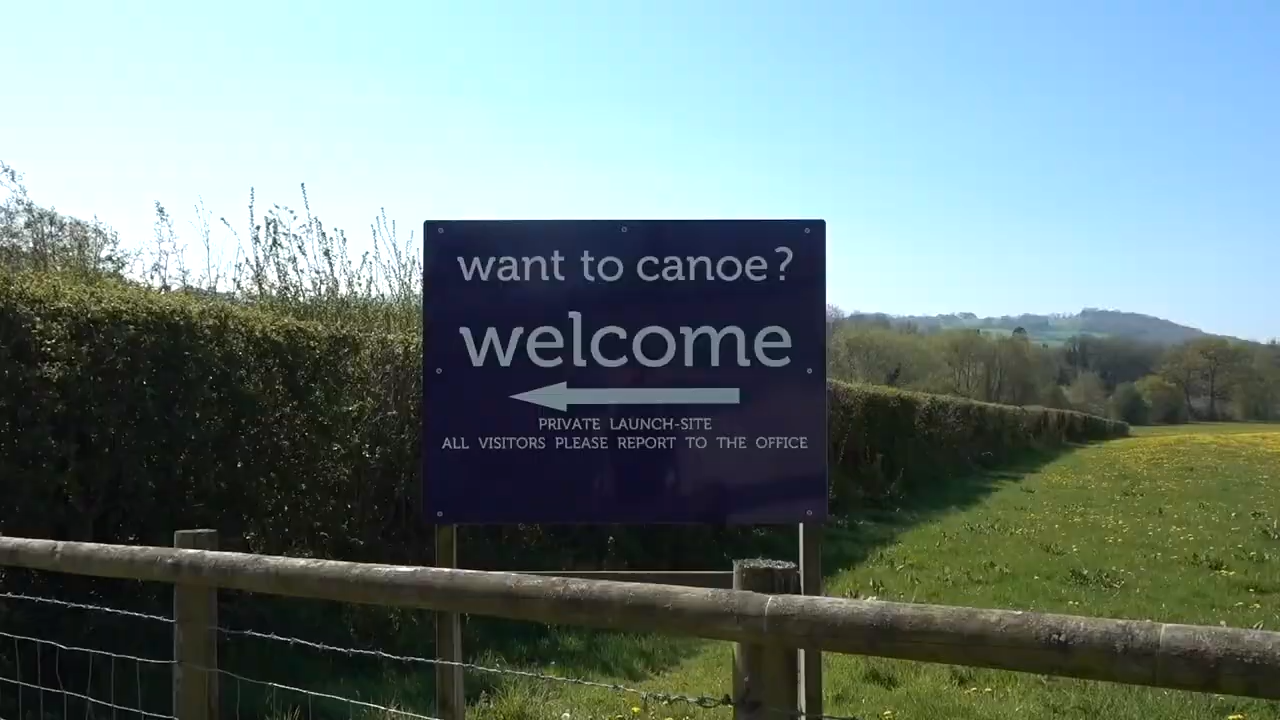 want to canoe?
welcome
PRIVATE LAUNCH-SITE
ALL VISITORS PLEASE REPORT TO THE OFFICE